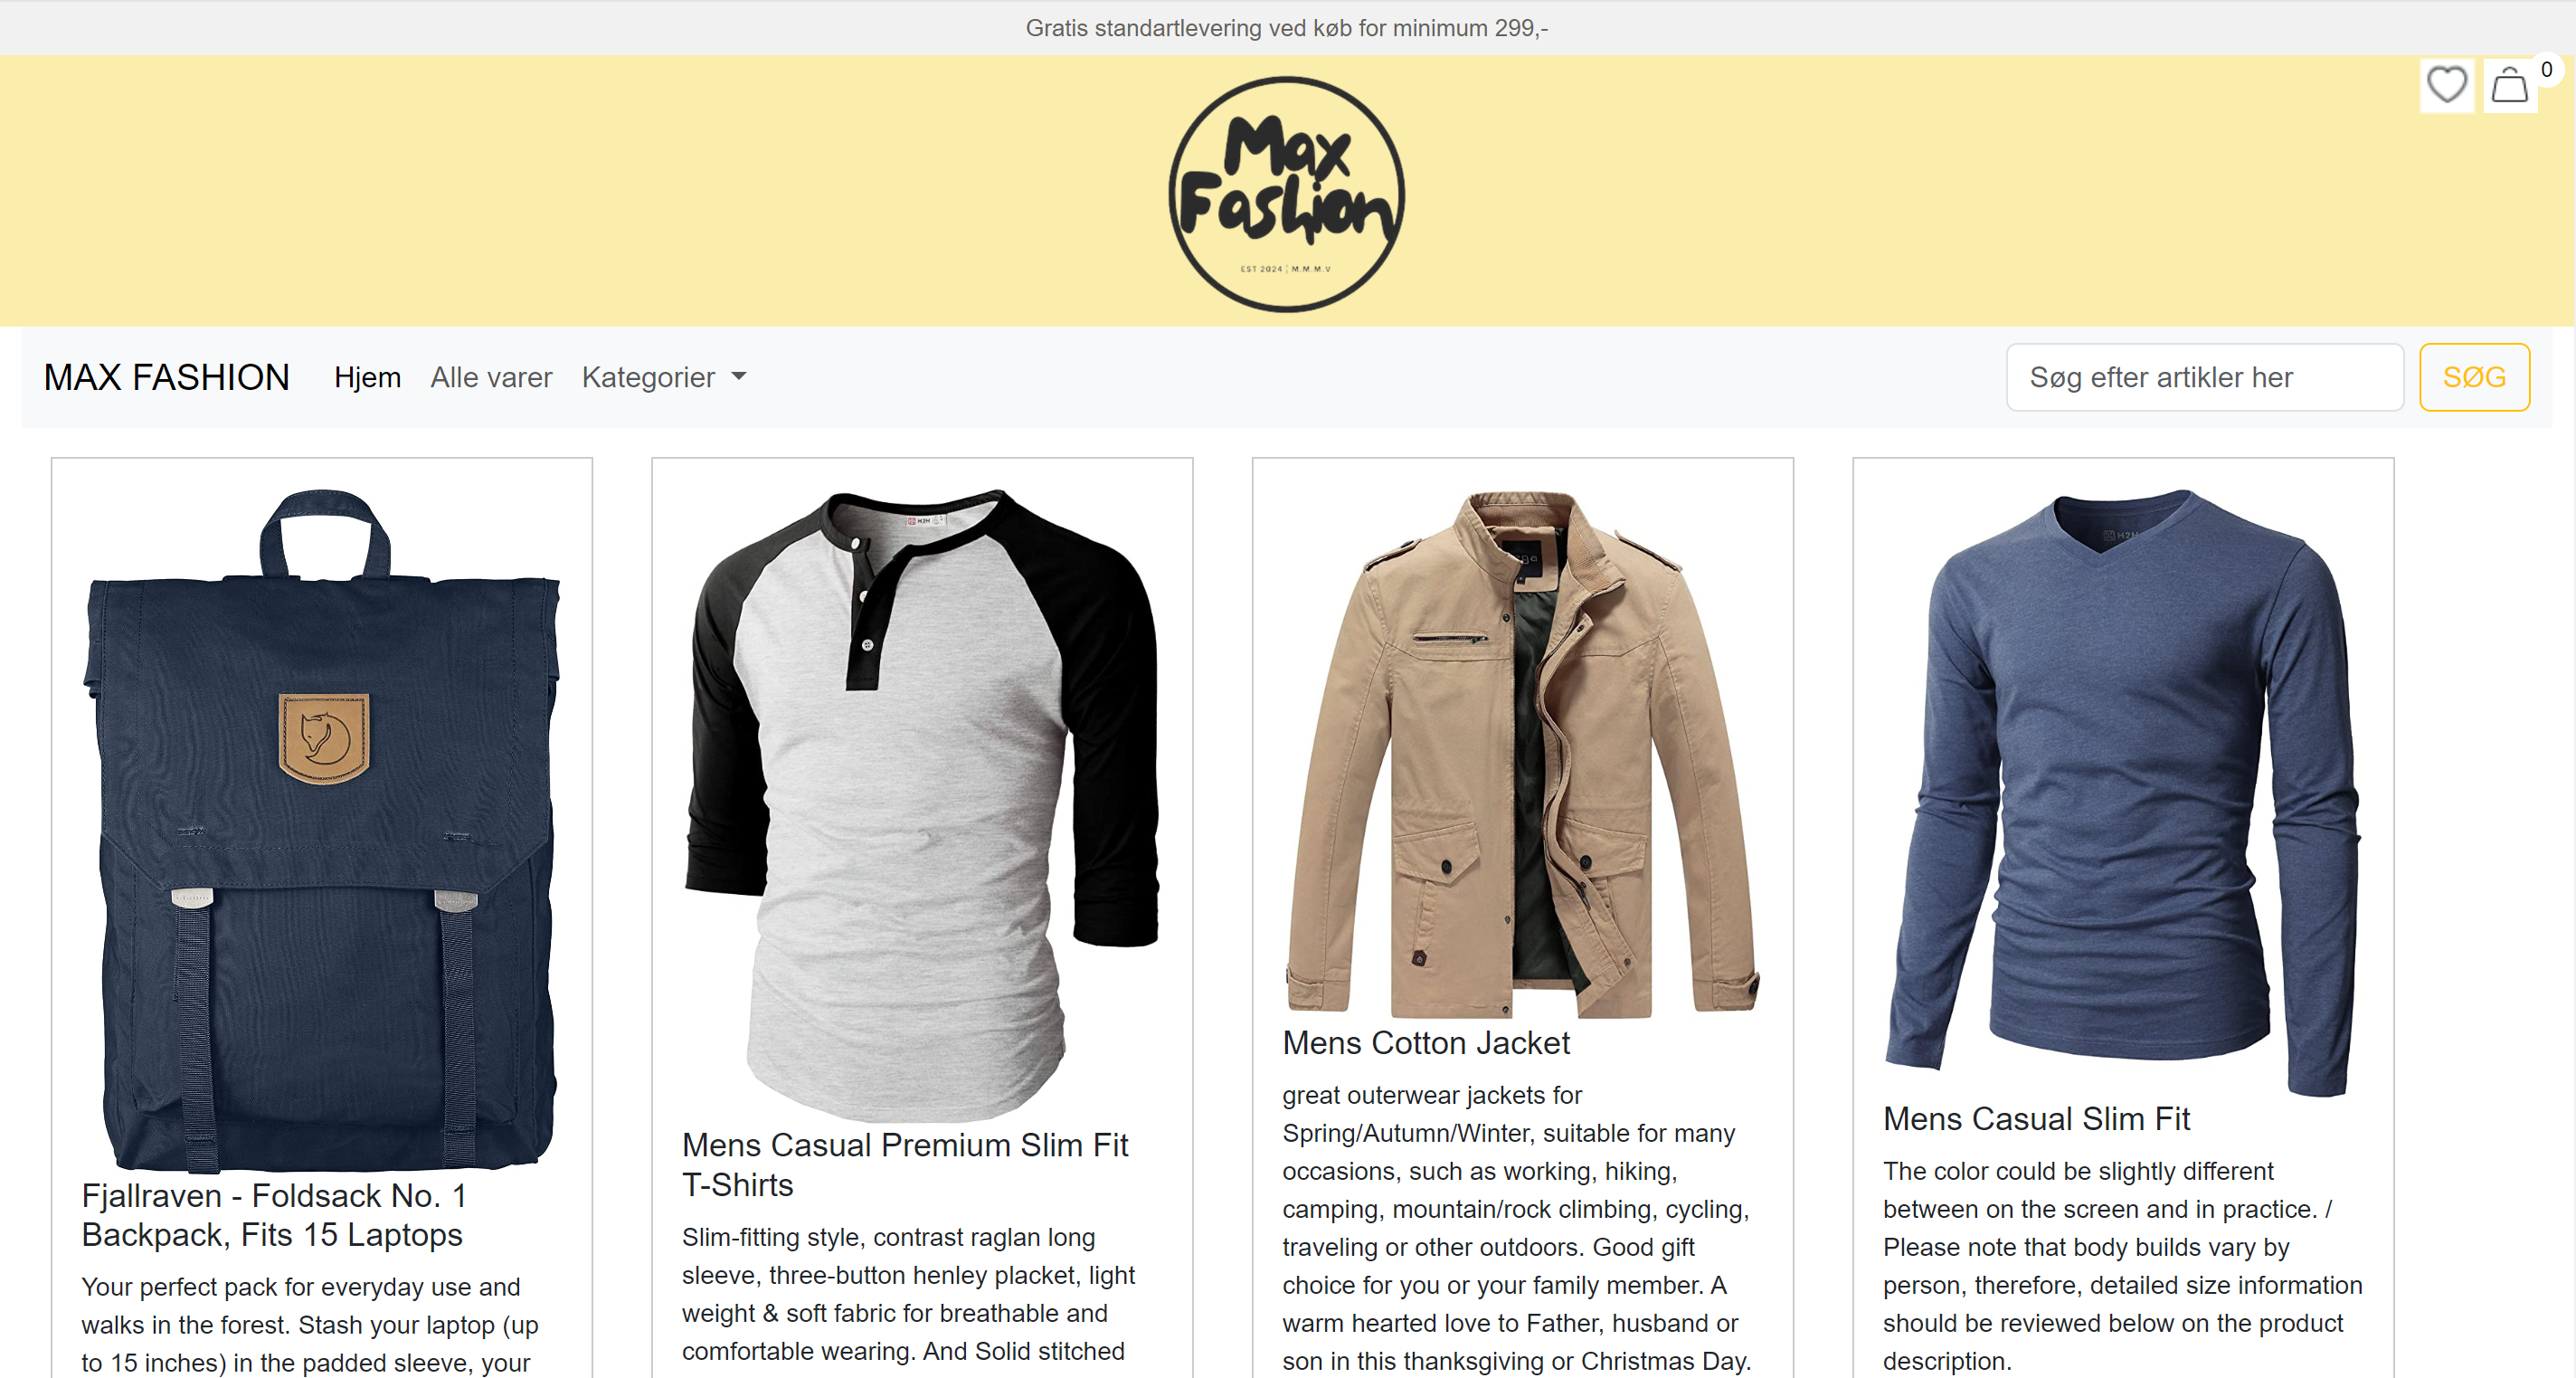 Gratis standartlevering ved køb for minimum 299,-
0
Max
Fashion
EST 2024 | M.M.M.V
MAX FASHION
Hjem
Alle varer
Kategorier
Søg efter artikler her
SØG
H2H
H2H
Fjallraven - Foldsack No. 1
Backpack, Fits 15 Laptops
Your perfect pack for everyday use and
walks in the forest. Stash your laptop (up
to 15 inches) in the padded sleeve, your
Mens Casual Premium Slim Fit
T-Shirts
Slim-fitting style, contrast raglan long
sleeve, three-button henley placket, light
weight & soft fabric for breathable and
comfortable wearing. And Solid stitched
Mens Cotton Jacket
great outerwear jackets for
Spring/Autumn/Winter, suitable for many
occasions, such as working, hiking,
camping, mountain/rock climbing, cycling,
traveling or other outdoors. Good gift
choice for you or your family member. A
warm hearted love to Father, husband or
son in this thanksgiving or Christmas Day.
Mens Casual Slim Fit
The color could be slightly different
between on the screen and in practice. /
Please note that body builds vary by
person, therefore, detailed size information
should be reviewed below on the product
description.